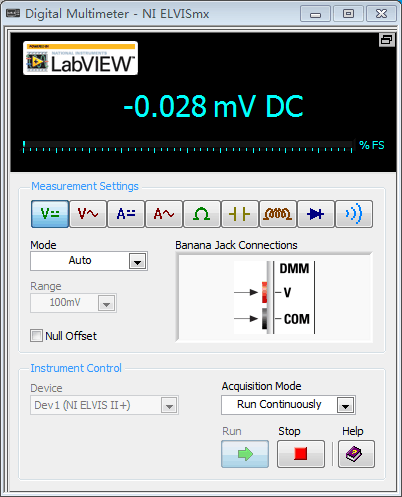 Digital Multimeter - NI ELVISmx
POWERED BY
NATIONAL INSTRUMENTS
LabVIEW™
-0.028 mV DC
% FS
Measurement Settings
V V A A Ω
Mode
Auto
Range
100mV
Null Offset
Banana Jack Connections
DMM
V
COM
Instrument Control
Device
Dev1 (NI ELVIS II+)
Acquisition Mode
Run Continuously
Run Stop Help